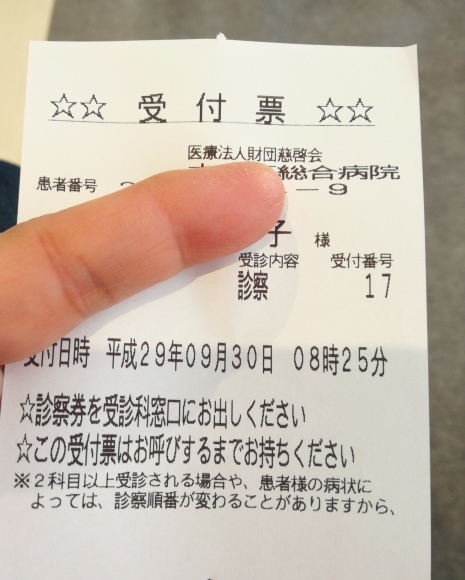 ☆☆ 受付票 ☆☆
医療法人財団慈啓会
総合病院
患者番号 －9
子 様
受診内容 受付番号
診察 17
受付日時 平成29年09月30日 08時25分
☆診察券を受診科窓口にお出しください
☆この受付票はお呼びするまでお持ちください
※２科目以上受診される場合や、患者様の病状に
よっては、診察順番が変わることがありますから、